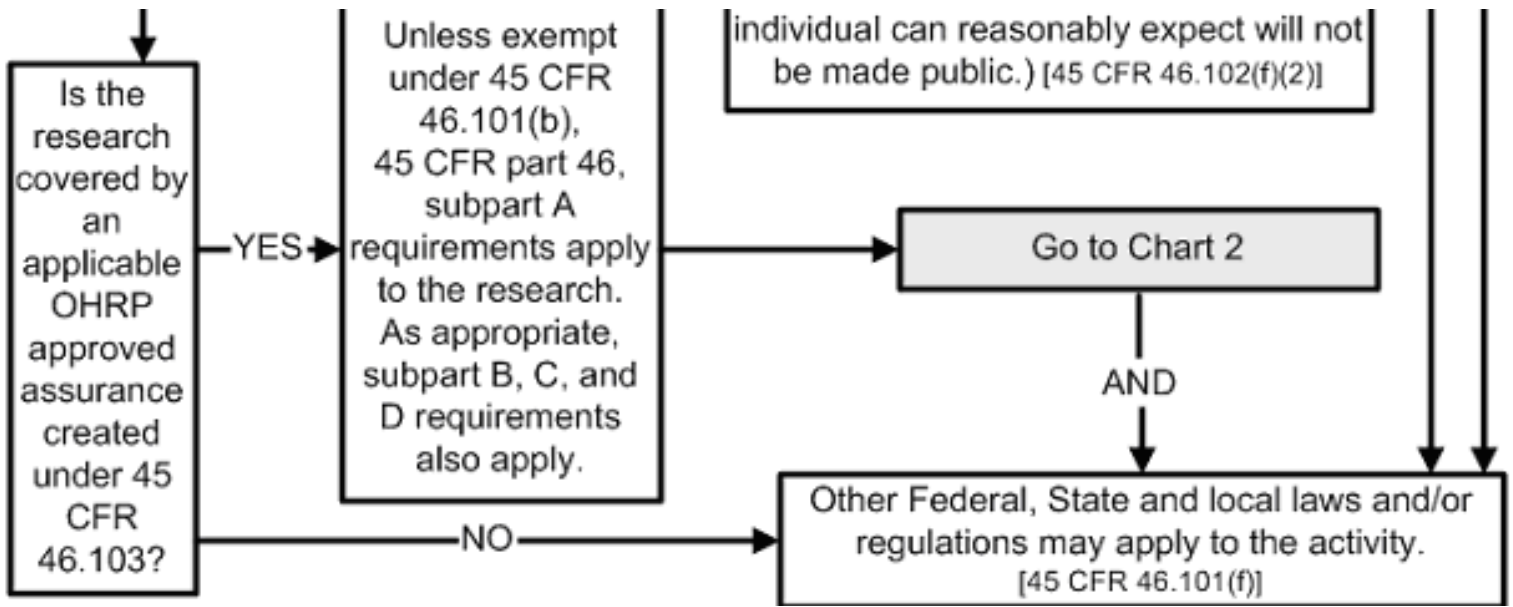 Is the
research
covered by
an
applicable
OHRP
approved
assurance
created
under 45
CFR
46.103?
YES
NO
Unless exempt
under 45 CFR
46.101(b),
45 CFR part 46,
subpart A
requirements apply
to the research.
As appropriate,
subpart B, C, and
D requirements
also apply.
individual can reasonably expect will not
be made public.) [45 CFR 46.102(f)(2)]
Go to Chart 2
AND
Other Federal, State and local laws and/or
regulations may apply to the activity.
[45 CFR 46.101(f)]